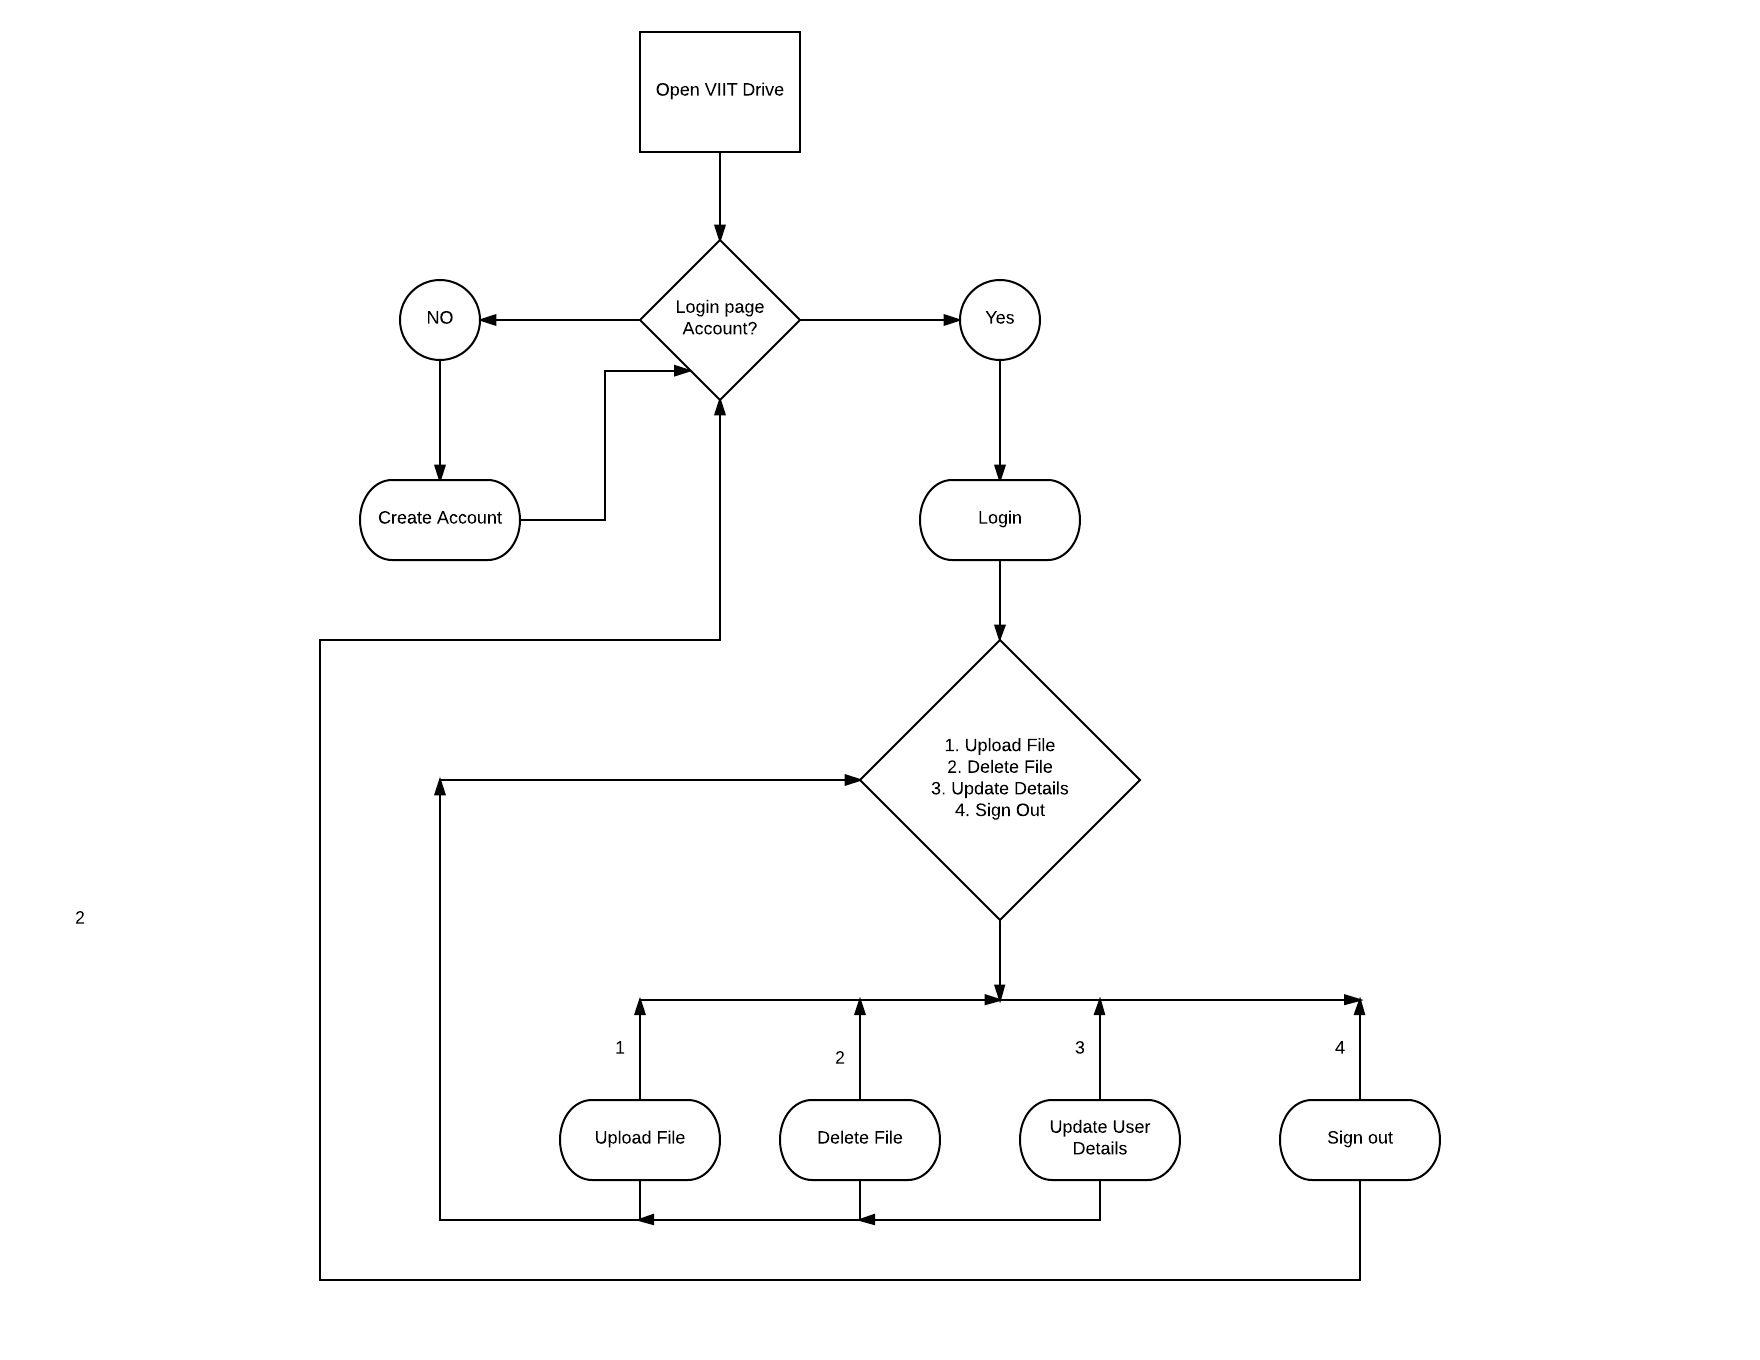 Open VIIT Drive
NO
Login page
Account?
Yes
Create Account
Login
1. Upload File
2. Delete File
3. Update Details
4. Sign Out
2
1
2
3
4
Upload File
Delete File
Update User
Details
Sign out